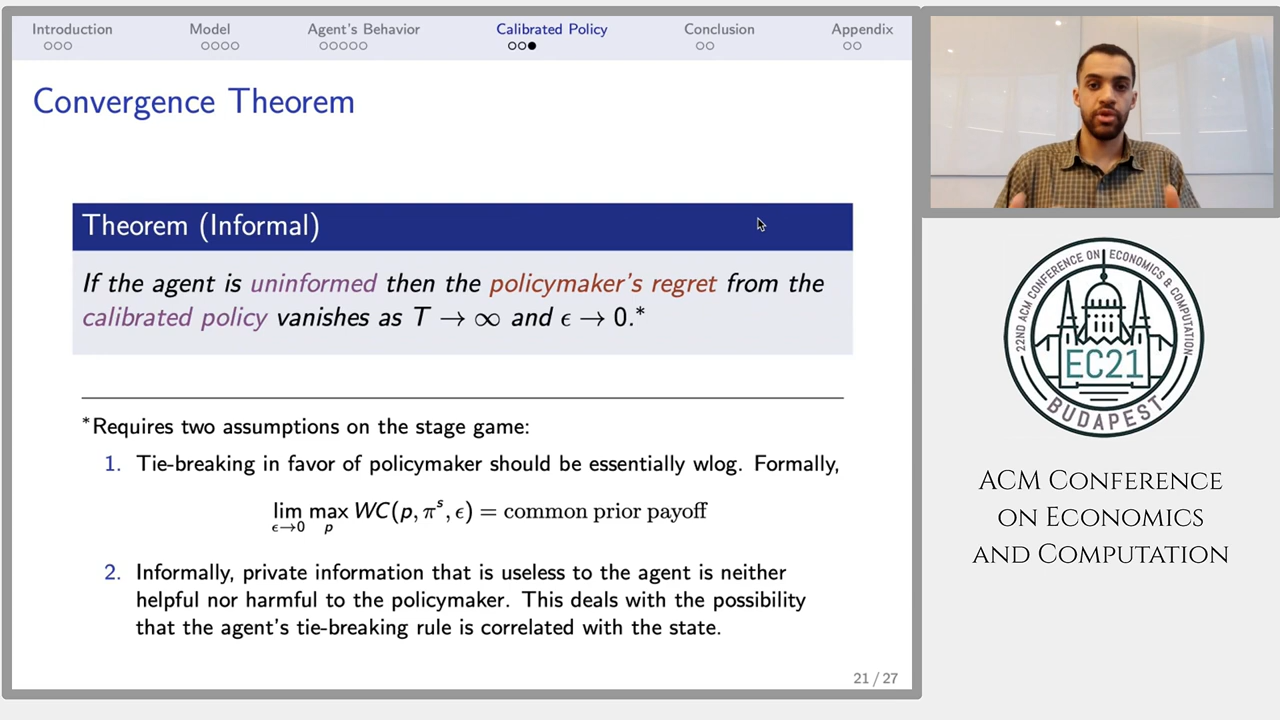 Introduction Model Agent's Behavior Calibrated Policy Conclusion Appendix
Convergence Theorem
Theorem (Informal)
If the agent is uninformed then the policymaker's regret from the
calibrated policy vanishes as T → ∞ and ϵ → 0.*
*Requires two assumptions on the stage game:
1. Tie-breaking in favor of policymaker should be essentially wlog. Formally,
lim max WC(p, πˢ, ϵ) = common prior payoff
ϵ→0 p
2. Informally, private information that is useless to the agent is neither
helpful nor harmful to the policymaker. This deals with the possibility
that the agent's tie-breaking rule is correlated with the state.
21 / 27
22ND ACM CONFERENCE ON ECONOMICS & COMPUTATION
EC21
BUDAPEST
ACM Conference
on Economics
and Computation